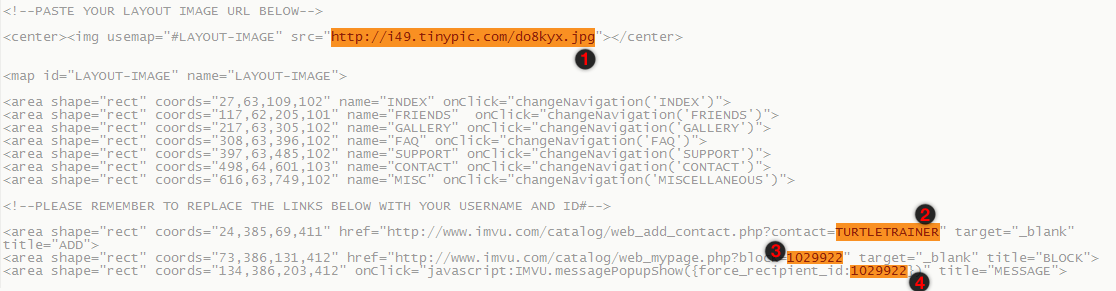 <!--PASTE YOUR LAYOUT IMAGE URL BELOW-->
<center><img usemap="#LAYOUT-IMAGE" src="http://i49.tinypic.com/do8kyx.jpg"></center>
1
<map id="LAYOUT-IMAGE" name="LAYOUT-IMAGE">
<area shape="rect" coords="27,63,109,102" name="INDEX" onClick="changeNavigation('INDEX')">
<area shape="rect" coords="117,62,205,101" name="FRIENDS"  onClick="changeNavigation('FRIENDS')">
<area shape="rect" coords="217,63,305,102" name="GALLERY" onClick="changeNavigation('GALLERY')">
<area shape="rect" coords="308,63,396,102" name="FAQ" onClick="changeNavigation('FAQ')">
<area shape="rect" coords="397,63,485,102" name="SUPPORT" onClick="changeNavigation('SUPPORT')">
<area shape="rect" coords="498,64,601,103" name="CONTACT" onClick="changeNavigation('CONTACT')">
<area shape="rect" coords="616,63,749,102" name="MISC" onClick="changeNavigation('MISCELLANEOUS')">
<!--PLEASE REMEMBER TO REPLACE THE LINKS BELOW WITH YOUR USERNAME AND ID#-->
2
<area shape="rect" coords="24,385,69,411" href="http://www.imvu.com/catalog/web_add_contact.php?contact=TURTLETRAINER" target="_blank"
title="ADD">
3
<area shape="rect" coords="73,386,131,412" href="http://www.imvu.com/catalog/web_mypage.php?block=1029922" target="_blank" title="BLOCK">
<area shape="rect" coords="134,386,203,412" onClick="javascript:IMVU.messagePopupShow({force_recipient_id:1029922})" title="MESSAGE">
4